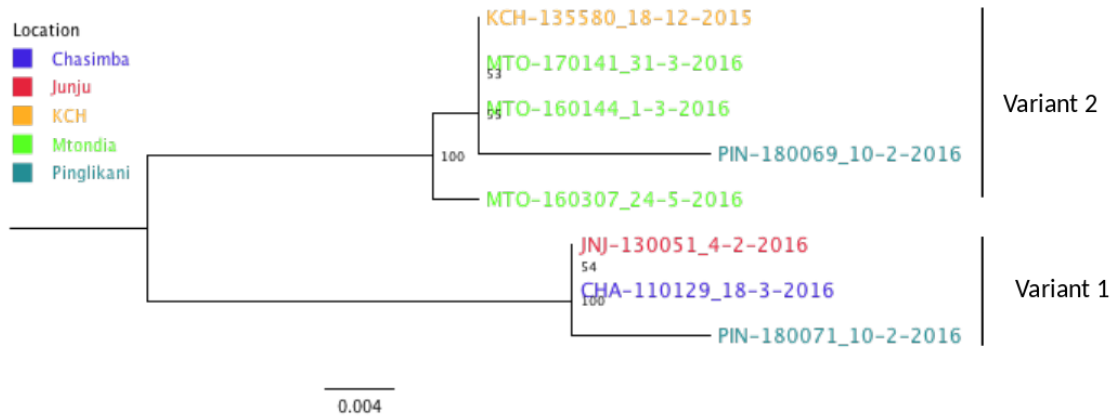 Location
Chasimba
Junju
KCH
Mtondia
Pinglikani
KCH-135580_18-12-2015
MTO-170141_31-3-2016
53
MTO-160144_1-3-2016
55
100
PIN-180069_10-2-2016
MTO-160307_24-5-2016
Variant 2
JNJ-130051_4-2-2016
54
CHA-110129_18-3-2016
100
PIN-180071_10-2-2016
Variant 1
0.004